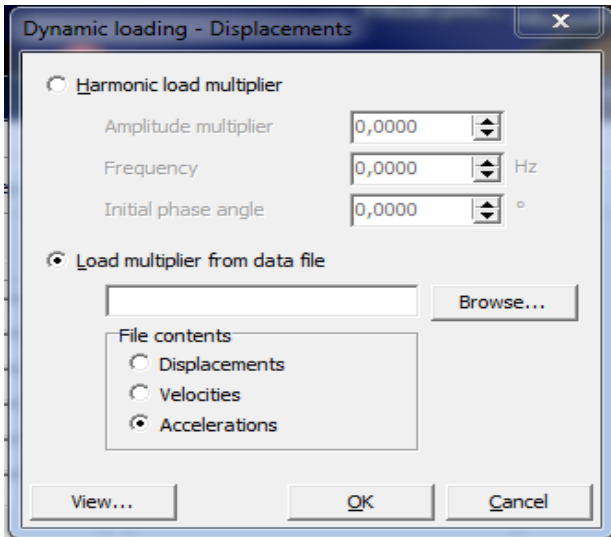 Dynamic loading - Displacements
x
Harmonic load multiplier
Amplitude multiplier 0,0000
Frequency 0,0000 Hz
Initial phase angle 0,0000 °
Load multiplier from data file
Browse...
File contents
Displacements
Velocities
Accelerations
View... OK Cancel